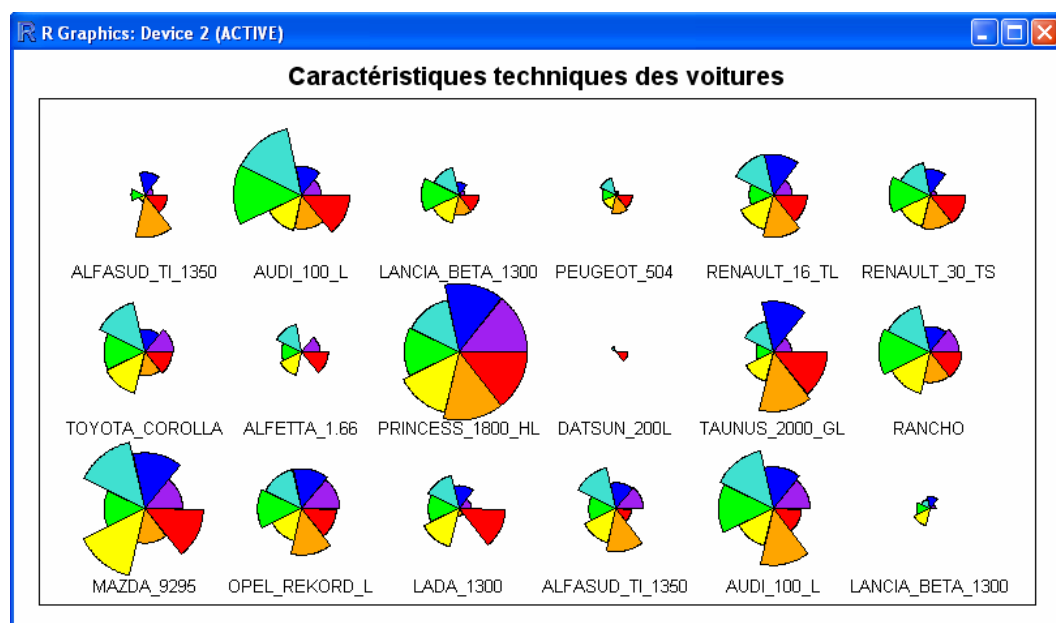 R Graphics: Device 2 (ACTIVE)
Caractéristiques techniques des voitures
ALFASUD_TI_1350 AUDI_100_L LANCIA_BETA_1300 PEUGEOT_504 RENAULT_16_TL RENAULT_30_TS
TOYOTA_COROLLA ALFETTA_1.66 PRINCESS_1800_HL DATSUN_200L TAUNUS_2000_GL RANCHO
MAZDA_9295 OPEL_REKORD_L LADA_1300 ALFASUD_TI_1350 AUDI_100_L LANCIA_BETA_1300